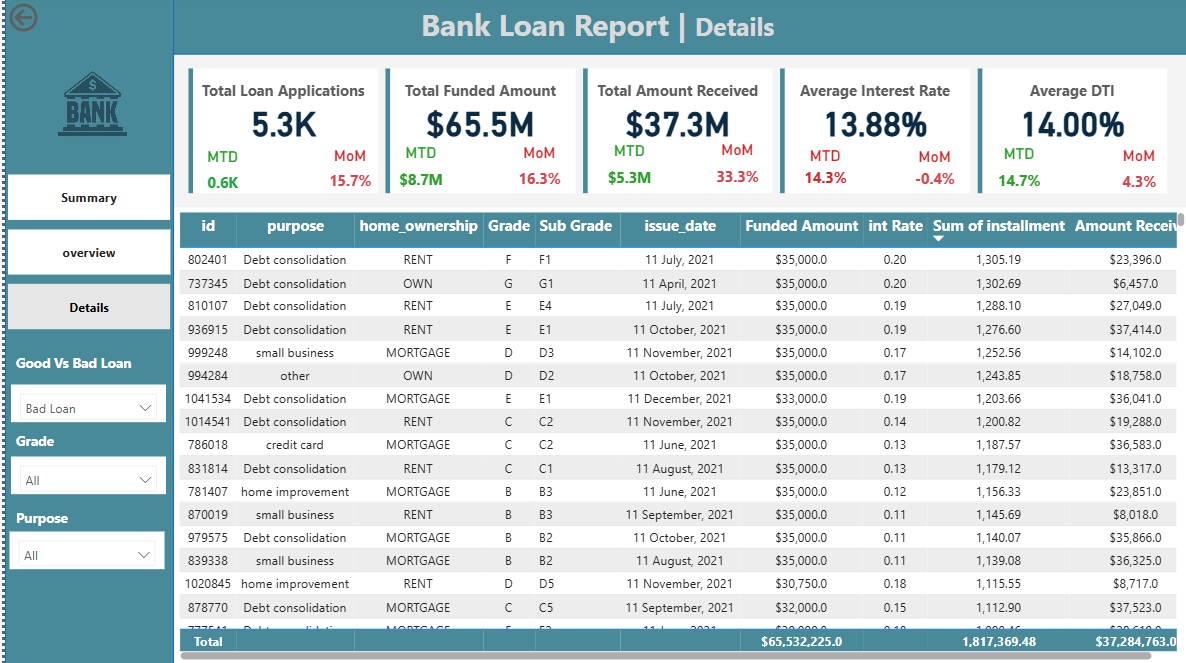 Bank Loan Report | Details
$
BANK
Summary
overview
Details
Good Vs Bad Loan
Bad Loan
Grade
All
Purpose
All
Total Loan Applications
5.3K
MTD MoM
0.6K 15.7%
Total Funded Amount
$65.5M
MTD MoM
$8.7M 16.3%
Total Amount Received
$37.3M
MTD MoM
$5.3M 33.3%
Average Interest Rate
13.88%
MTD MoM
14.3% -0.4%
Average DTI
14.00%
MTD MoM
14.7% 4.3%
id purpose home_ownership Grade Sub Grade issue_date Funded Amount int Rate Sum of installment Amount Receiv
802401 Debt consolidation RENT F F1 11 July, 2021 $35,000.0 0.20 1,305.19 $23,396.0
737345 Debt consolidation OWN G G1 11 April, 2021 $35,000.0 0.20 1,302.69 $6,457.0
810107 Debt consolidation RENT E E4 11 July, 2021 $35,000.0 0.19 1,288.10 $27,049.0
936915 Debt consolidation RENT E E1 11 October, 2021 $35,000.0 0.19 1,276.60 $37,414.0
999248 small business MORTGAGE D D3 11 November, 2021 $35,000.0 0.17 1,252.56 $14,102.0
994284 other OWN D D2 11 October, 2021 $35,000.0 0.17 1,243.85 $18,758.0
1041534 Debt consolidation MORTGAGE E E1 11 December, 2021 $33,000.0 0.19 1,203.66 $36,041.0
1014541 Debt consolidation RENT C C2 11 November, 2021 $35,000.0 0.14 1,200.82 $19,288.0
786018 credit card MORTGAGE C C2 11 June, 2021 $35,000.0 0.13 1,187.57 $36,583.0
831814 Debt consolidation RENT C C1 11 August, 2021 $35,000.0 0.13 1,179.12 $13,317.0
781407 home improvement MORTGAGE B B3 11 June, 2021 $35,000.0 0.12 1,156.33 $23,851.0
870019 small business RENT B B3 11 September, 2021 $35,000.0 0.11 1,145.69 $8,018.0
979575 Debt consolidation MORTGAGE B B2 11 October, 2021 $35,000.0 0.11 1,140.07 $35,866.0
839338 small business MORTGAGE B B2 11 August, 2021 $35,000.0 0.11 1,139.08 $36,325.0
1020845 home improvement RENT D D5 11 November, 2021 $30,750.0 0.18 1,115.55 $8,717.0
878770 Debt consolidation MORTGAGE C C5 11 September, 2021 $32,000.0 0.15 1,112.90 $37,523.0
Total $65,532,225.0 1,817,369.48 $37,284,763.0